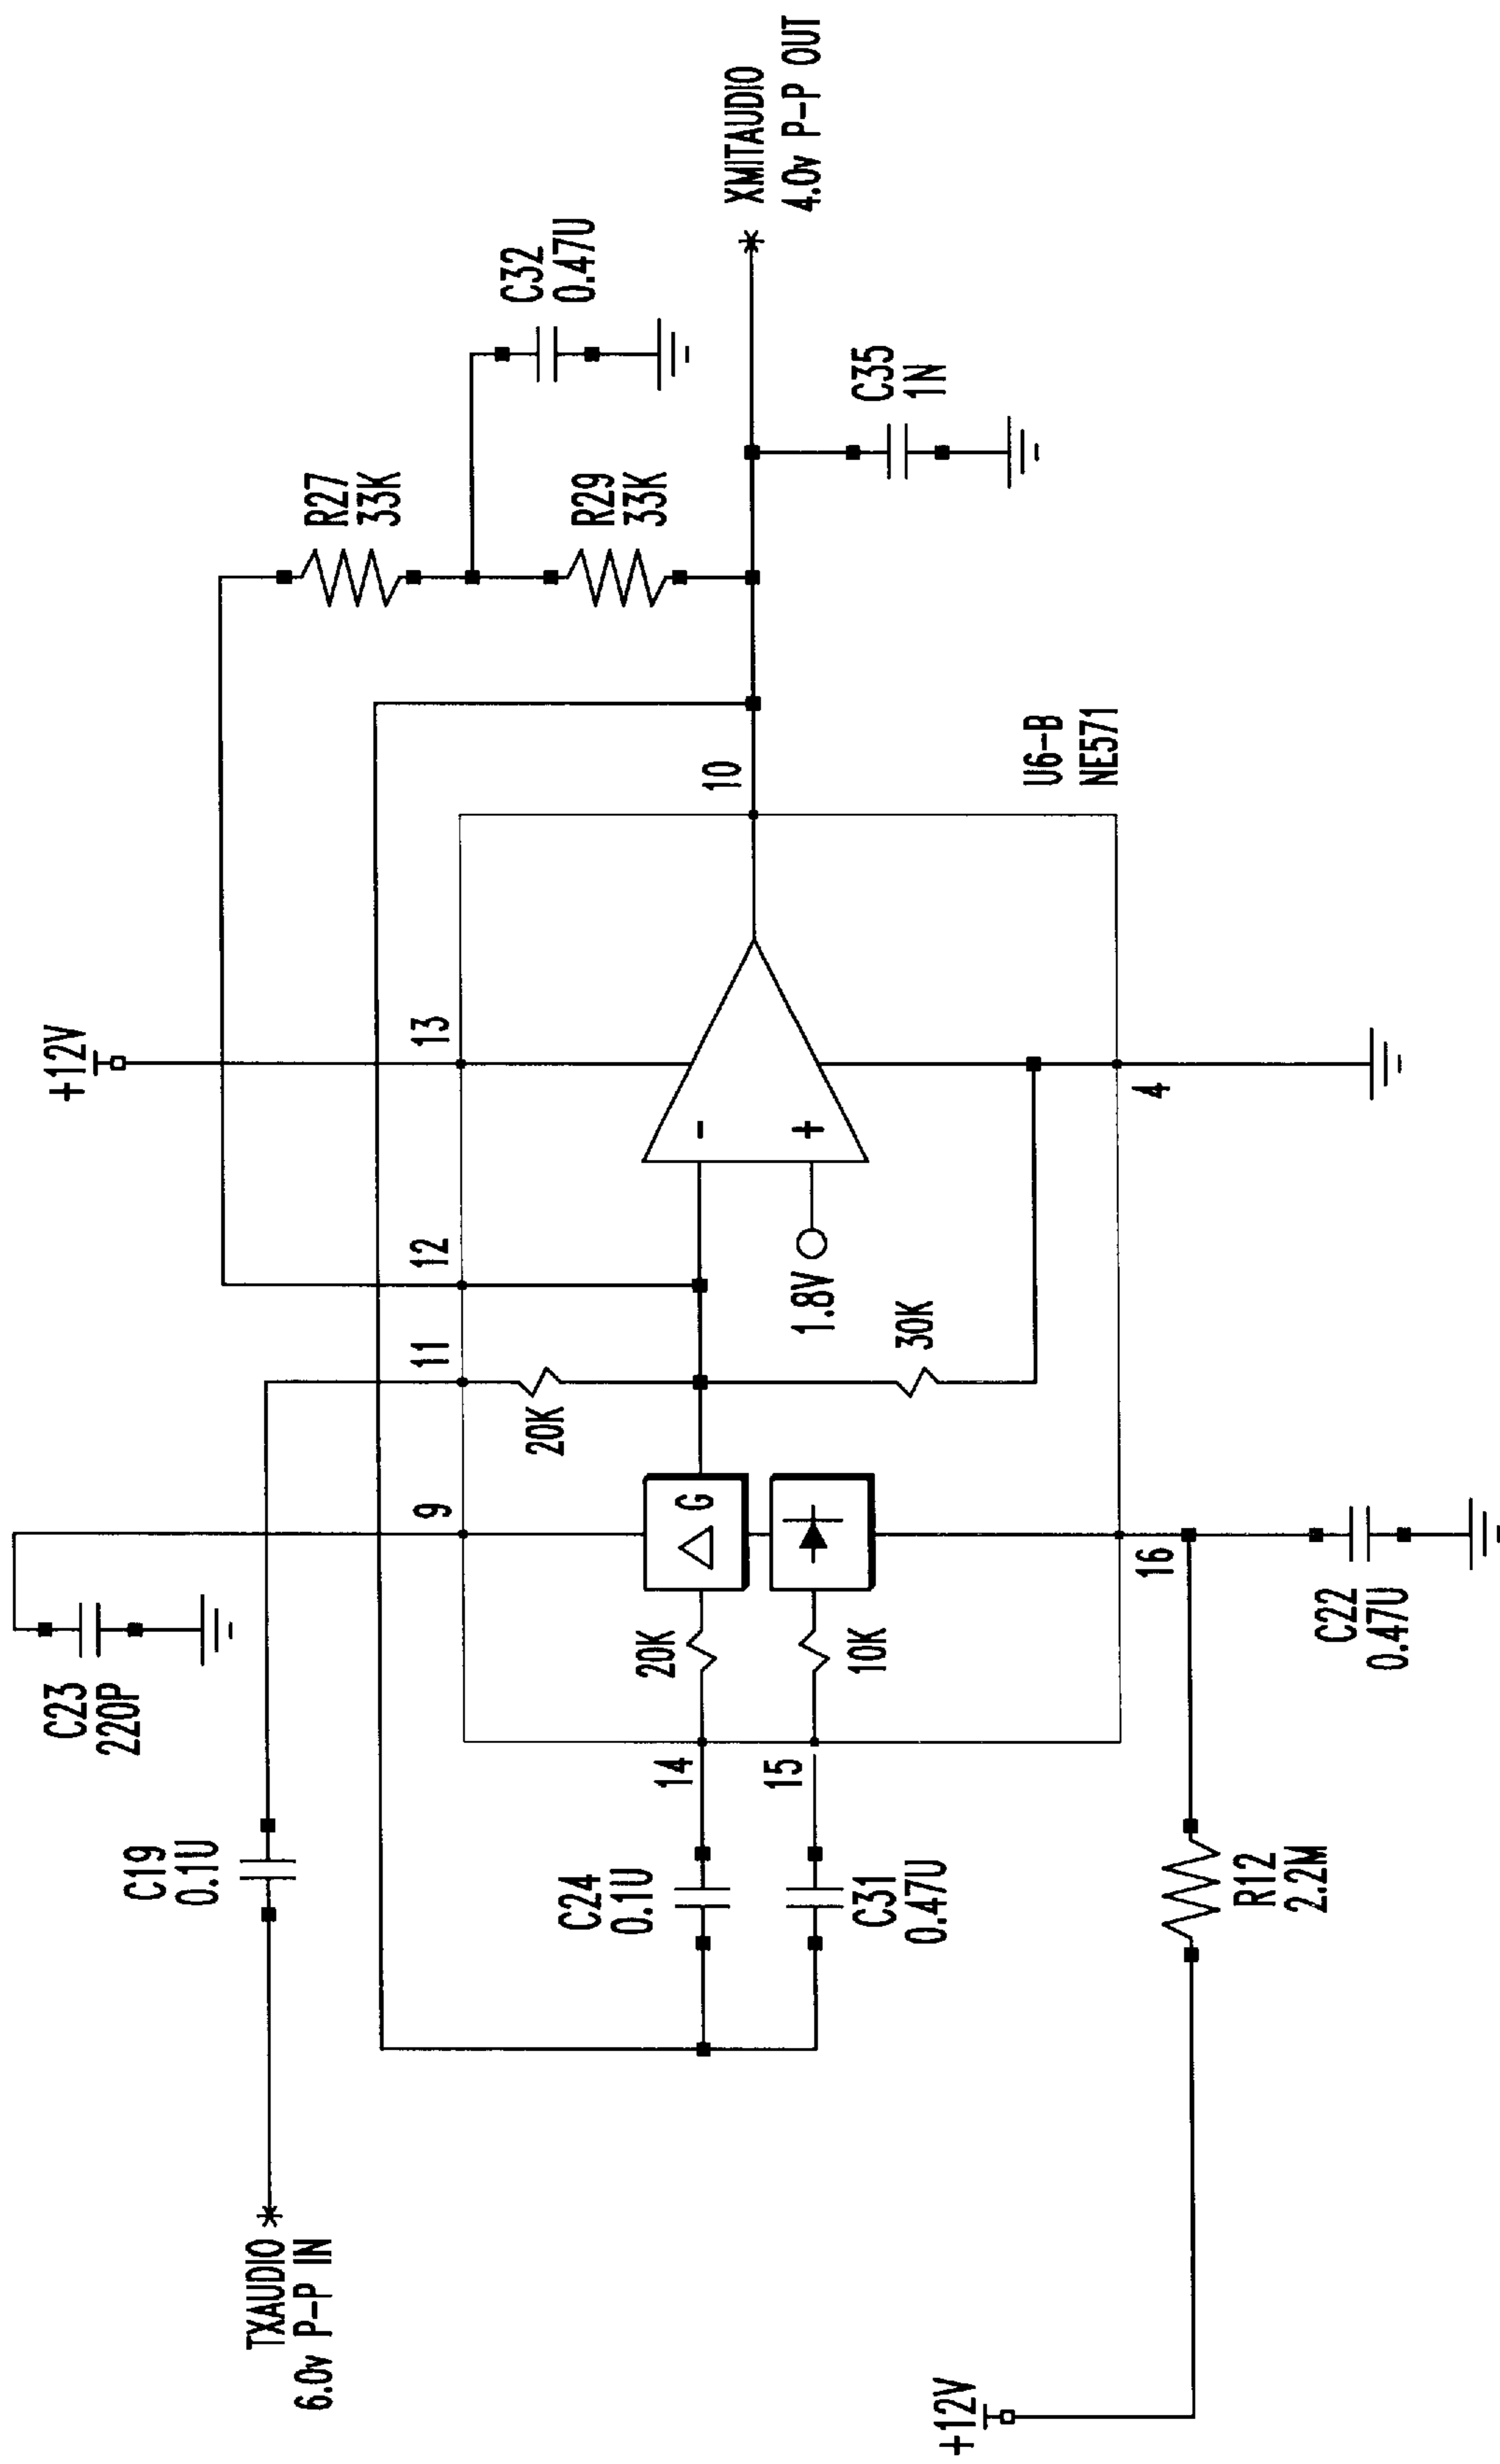 +12V
C23
220P
C19
0.1U
TXAUDIO
6.0v P-P IN
9
11
12
13
R27
33K
C32
0.47U
20K
R29
33K
XMITAUDIO
4.0v P-P OUT
10
C24
0.1U
14
20K
△ G
-
+
1.8V
15
10K
C31
0.47U
30K
C35
1N
U6-B
NE571
4
16
+12V
R12
2.2M
C22
0.47U